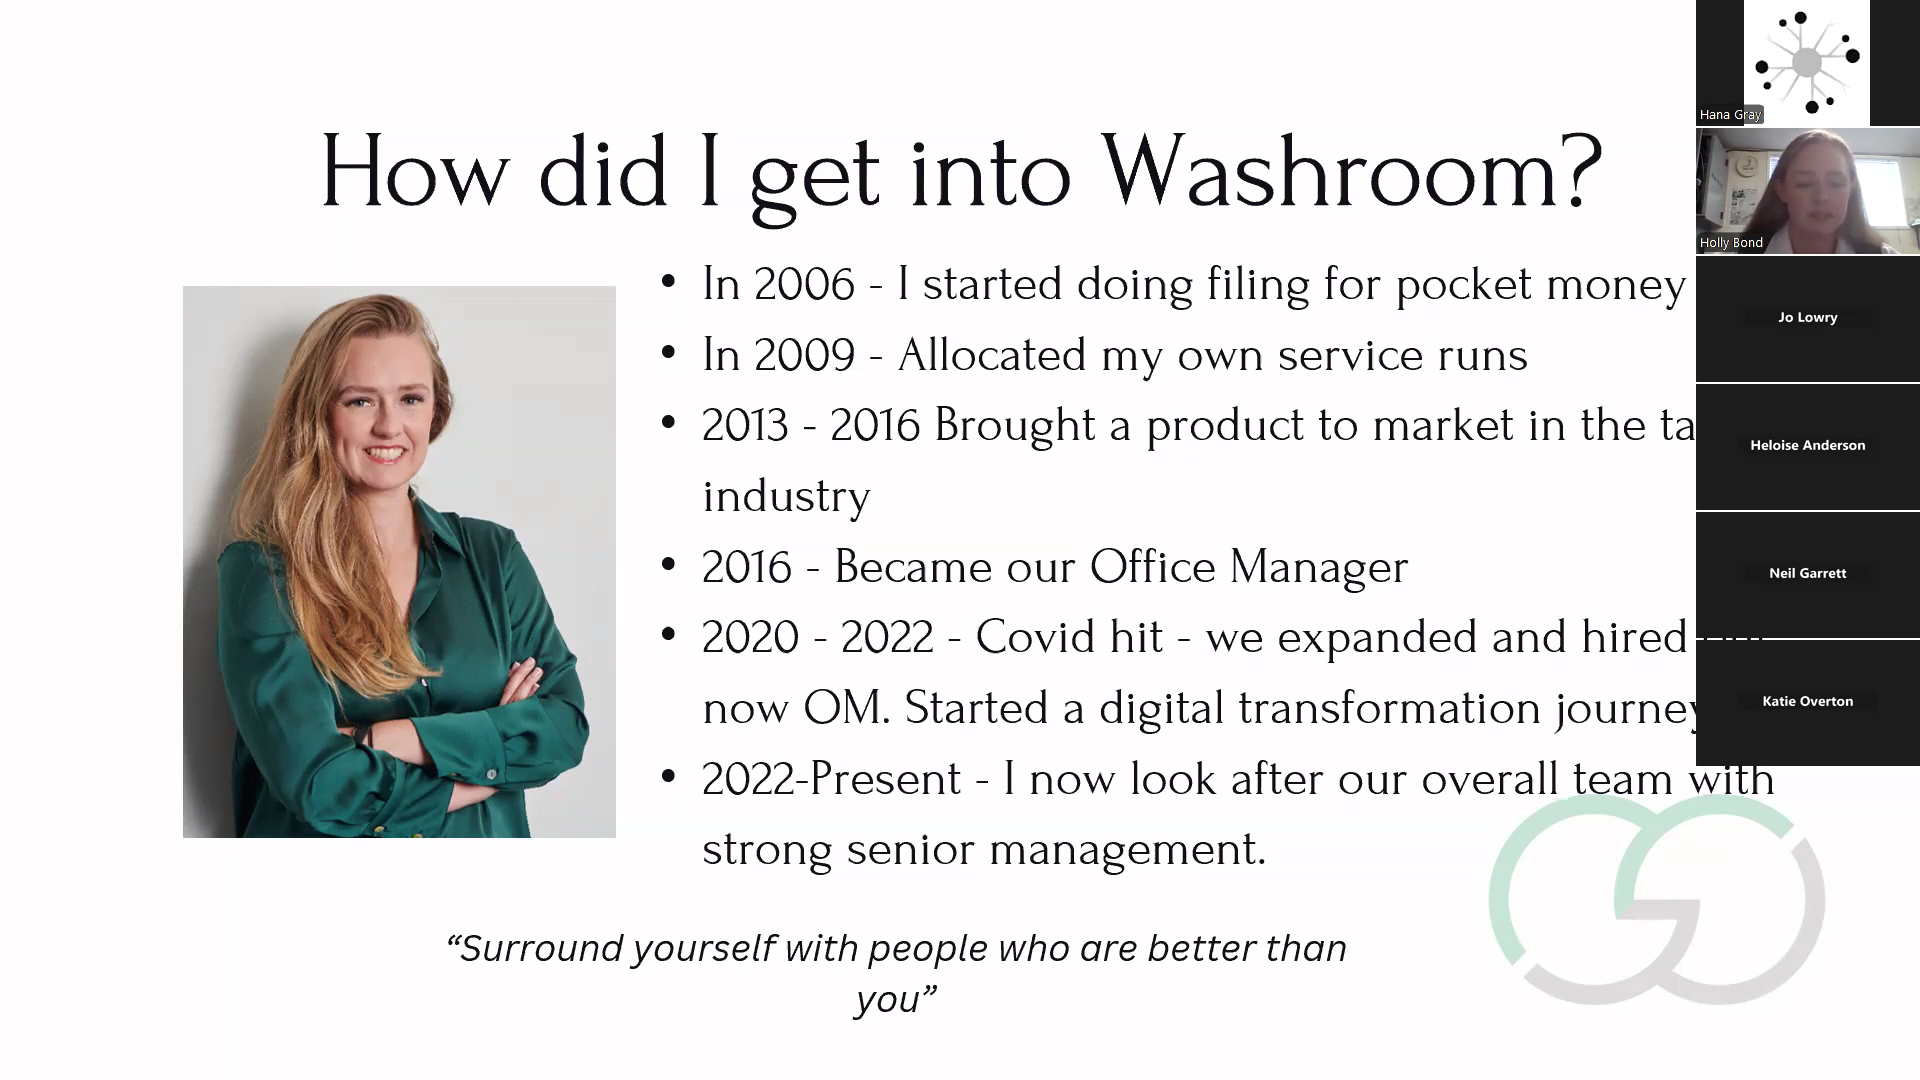 How did I get into Washroom?
• In 2006 - I started doing filing for pocket money
• In 2009 - Allocated my own service runs
• 2013 - 2016 Brought a product to market in the
industry
• 2016 - Became our Office Manager
• 2020 - 2022 - Covid hit - we expanded and hired
now OM. Started a digital transformation journey
• 2022-Present - I now look after our overall team with
strong senior management.
“Surround yourself with people who are better than
you”
Hana Gray
Holly Bond
Jo Lowry
Heloise Anderson
Neil Garrett
Katie Overton